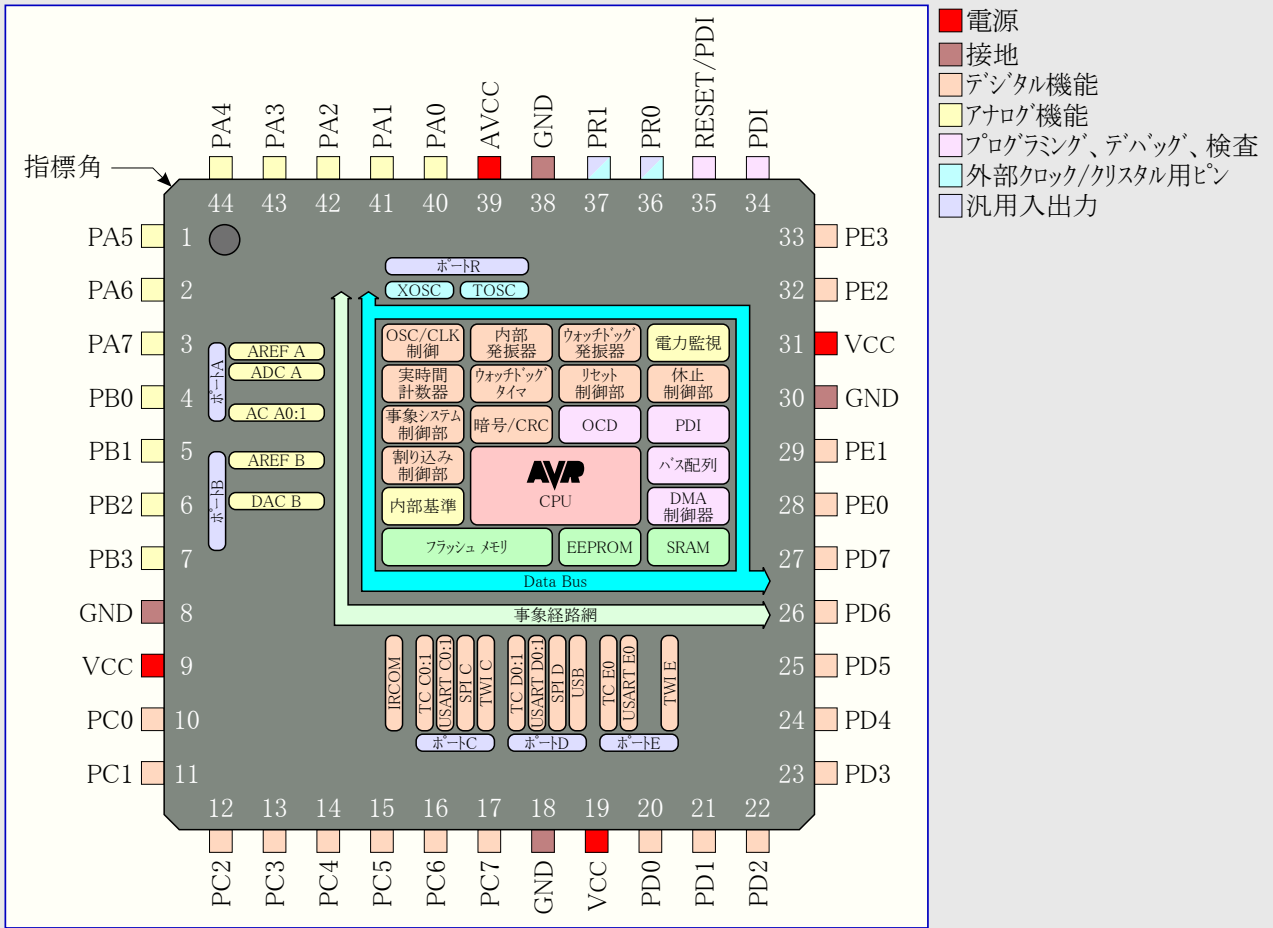 電源
接地
デジタル機能
アナログ機能
プログラミング、デバッグ、検査
外部クロック/クリスタル用ピン
汎用入出力
指標角
PA4
PA3
PA2
PA1
PA0
AVCC
GND
PR1
PR0
RESET/PDI
PDI
44
43
42
41
40
39
38
37
36
35
34
PA5 1
PA6 2
PA7 3
PB0 4
PB1 5
PB2 6
PB3 7
GND 8
VCC 9
PC0 10
PC1 11
33 PE3
32 PE2
31 VCC
30 GND
29 PE1
28 PE0
27 PD7
26 PD6
25 PD5
24 PD4
23 PD3
ポートR
XOSC
TOSC
ポートA
AREF A
ADC A
AC A0:1
ポートB
AREF B
DAC B
OSC/CLK
制御
内部
発振器
ウォッチドッグ
発振器
電力監視
実時間
計数器
ウォッチドッグ
タイマ
リセット
制御部
休止
制御部
事象システム
制御部
暗号/CRC
OCD
PDI
割り込み
制御部
AVR
CPU
バス配列
内部基準
DMA
制御器
フラッシュ メモリ
EEPROM
SRAM
Data Bus
事象経路網
IRCOM
TC C0:1
USART C0:1
SPI C
TWI C
TC D0:1
USART D0:1
SPI D
USB
TC E0
USART E0
TWI E
ポートC
ポートD
ポートE
12
13
14
15
16
17
18
19
20
21
22
PC2
PC3
PC4
PC5
PC6
PC7
GND
VCC
PD0
PD1
PD2